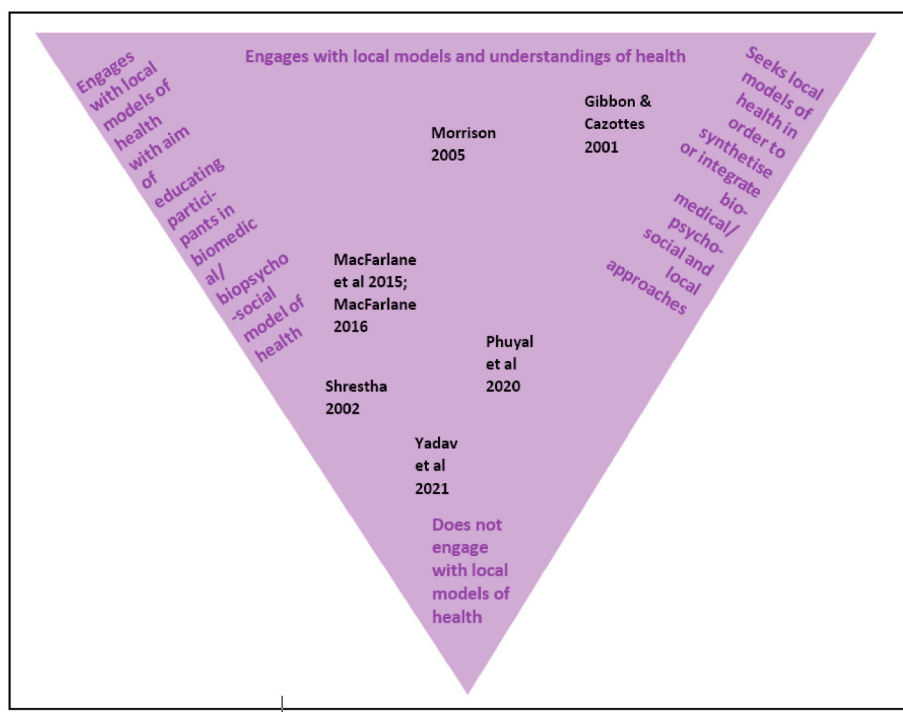 Engages with local models and understandings of health
Engages
with local
models of
health
with aim
of
educating
partici-
pants in
biomedic
al/
biopsycho
-social
model of
health
Seeks local
models of
health in
order to
synthetise
or integrate
bio-
medical/
psycho-
social and
local
approaches
Gibbon &
Cazottes
2001
Morrison
2005
MacFarlane
et al 2015;
MacFarlane
2016
Phuyal
et al
2020
Shrestha
2002
Yadav
et al
2021
Does not
engage
with local
models of
health